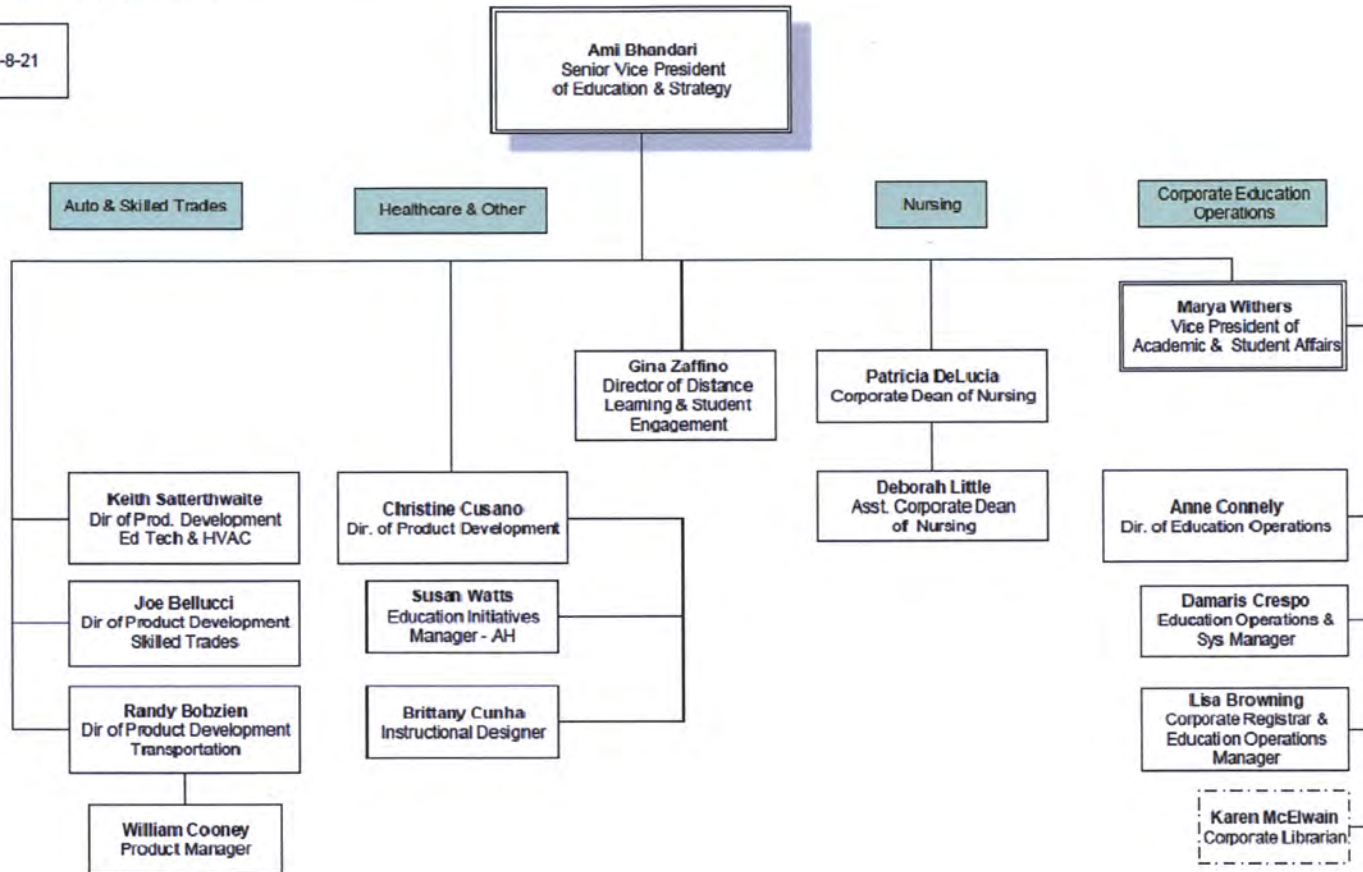 -8-21
Ami Bhandari
Senior Vice President
of Education & Strategy
Auto & Skilled Trades
Healthcare & Other
Nursing
Corporate Education
Operations
Marya Withers
Vice President of
Academic & Student Affairs
Gina Zaffino
Director of Distance
Learning & Student
Engagement
Patricia DeLucia
Corporate Dean of Nursing
Keith Satterthwaite
Dir of Prod. Development
Ed Tech & HVAC
Christine Cusano
Dir. of Product Development
Deborah Little
Asst. Corporate Dean
of Nursing
Anne Connely
Dir. of Education Operations
Joe Bellucci
Dir of Product Development
Skilled Trades
Susan Watts
Education Initiatives
Manager - AH
Damaris Crespo
Education Operations &
Sys Manager
Randy Bobzien
Dir of Product Development
Transportation
Brittany Cunha
Instructional Designer
Lisa Browning
Corporate Registrar &
Education Operations
Manager
William Cooney
Product Manager
Karen McElwain
Corporate Librarian